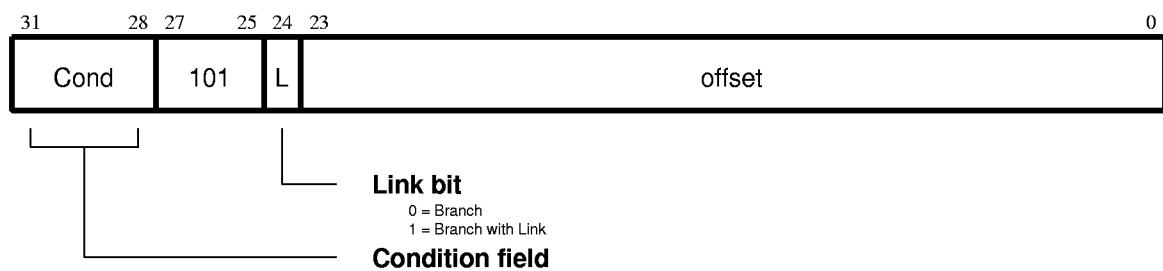 31 28 27 25 24 23 0
Cond 101 L offset
Link bit
0 = Branch
1 = Branch with Link
Condition field